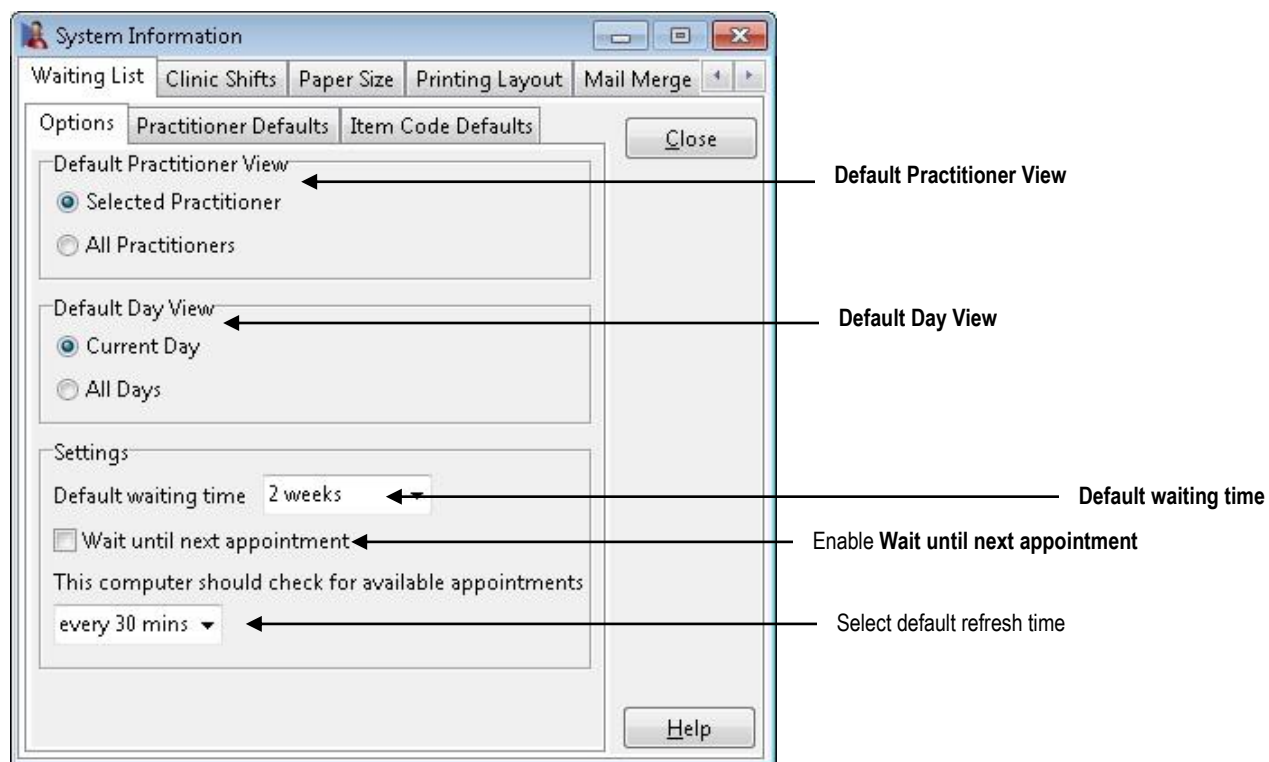 System Information
Waiting List Clinic Shifts Paper Size Printing Layout Mail Merge
Options Practitioner Defaults Item Code Defaults
Close
Default Practitioner View
Default Practitioner View
Selected Practitioner
All Practitioners
Default Day View
Default Day View
Current Day
All Days
Settings
Default waiting time 2 weeks
Default waiting time
Wait until next appointment
Enable Wait until next appointment
This computer should check for available appointments
every 30 mins
Select default refresh time
Help